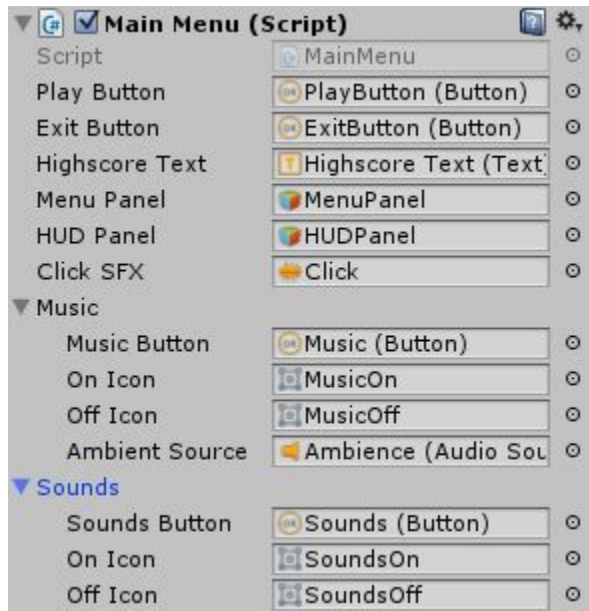 Main Menu (Script)
Script MainMenu
Play Button PlayButton (Button)
Exit Button ExitButton (Button)
Highscore Text Highscore Text (Text)
Menu Panel MenuPanel
HUD Panel HUDPanel
Click SFX Click
Music
Music Button Music (Button)
On Icon MusicOn
Off Icon MusicOff
Ambient Source Ambience (Audio Sou
Sounds
Sounds Button Sounds (Button)
On Icon SoundsOn
Off Icon SoundsOff